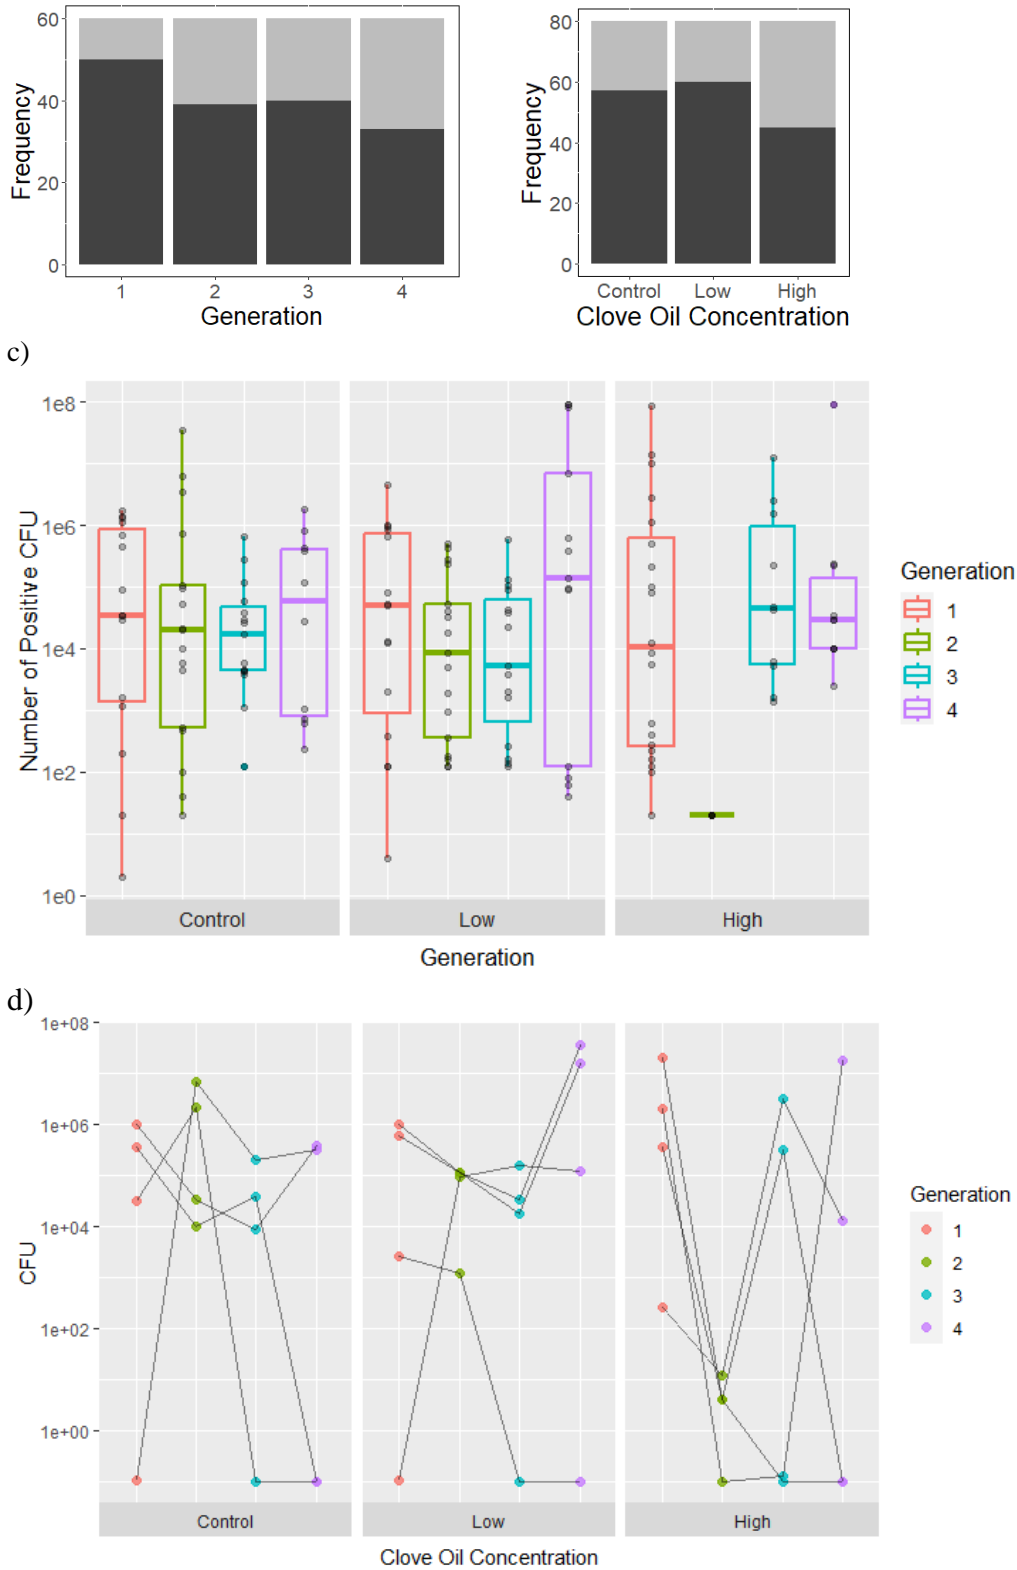 60
40
20
0
Frequency
1 2 3 4
Generation
80
60
40
20
0
Frequency
Control Low High
Clove Oil Concentration
c)
1e8
1e6
1e4
1e2
1e0
Number of Positive CFU
Control Low High
Generation
Generation
1
2
3
4
d)
1e+08
1e+06
1e+04
1e+02
1e+00
CFU
Control Low High
Clove Oil Concentration
Generation
1
2
3
4